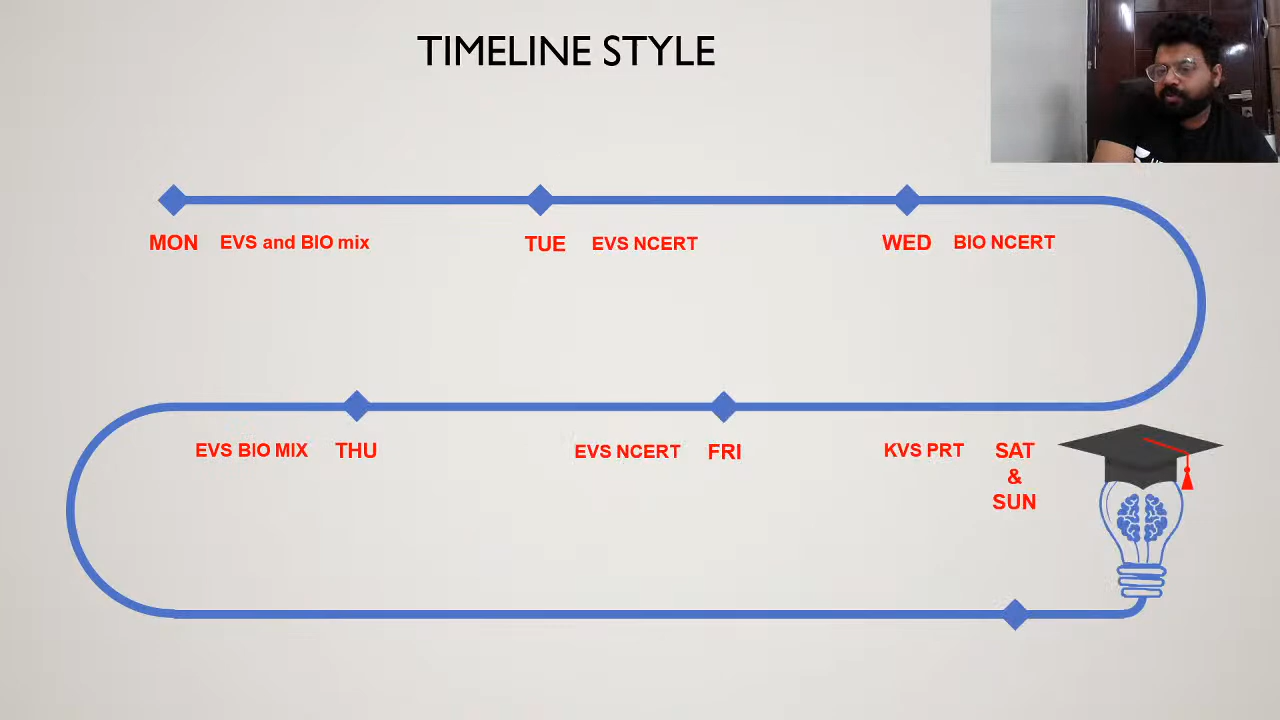 TIMELINE STYLE
MON EVS and BIO mix
TUE EVS NCERT
WED BIO NCERT
EVS BIO MIX THU
EVS NCERT FRI
KVS PRT SAT
&
SUN